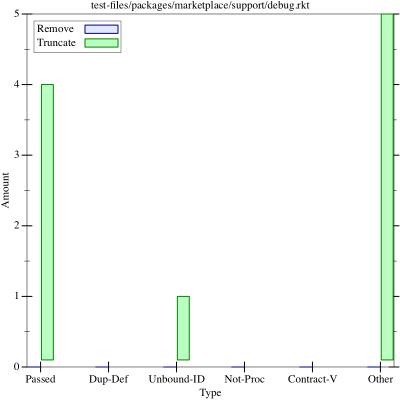 test-files/packages/marketplace/support/debug.rkt
Remove
Truncate
5
4
3
2
1
0
Amount
Passed Dup-Def Unbound-ID Not-Proc Contract-V Other
Type